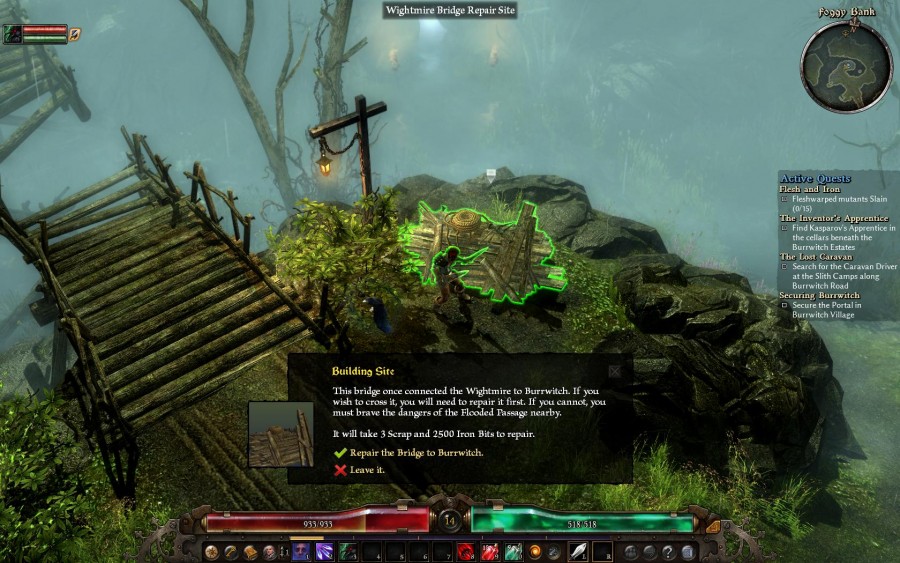 Wightmire Bridge Repair Site
Foggy Bank
N
Active Quests
Flesh and Iron
Fleshwarped mutants Slain
(0/15)
The Inventor's Apprentice
Find Kasparov's Apprentice in
the cellars beneath the
Burrwitch Estates
The Lost Caravan
Search for the Caravan Driver
at the Slith Camps along
Burrwitch Road
Securing Burrwitch
Secure the Portal in
Burrwitch Village
Building Site
This bridge once connected the Wightmire to Burrwitch. If you
wish to cross it, you will need to repair it first. If you cannot, you
must brave the dangers of the Flooded Passage nearby.
It will take 3 Scrap and 2500 Iron Bits to repair.
Repair the Bridge to Burrwitch.
Leave it.
933/933
14
518/518